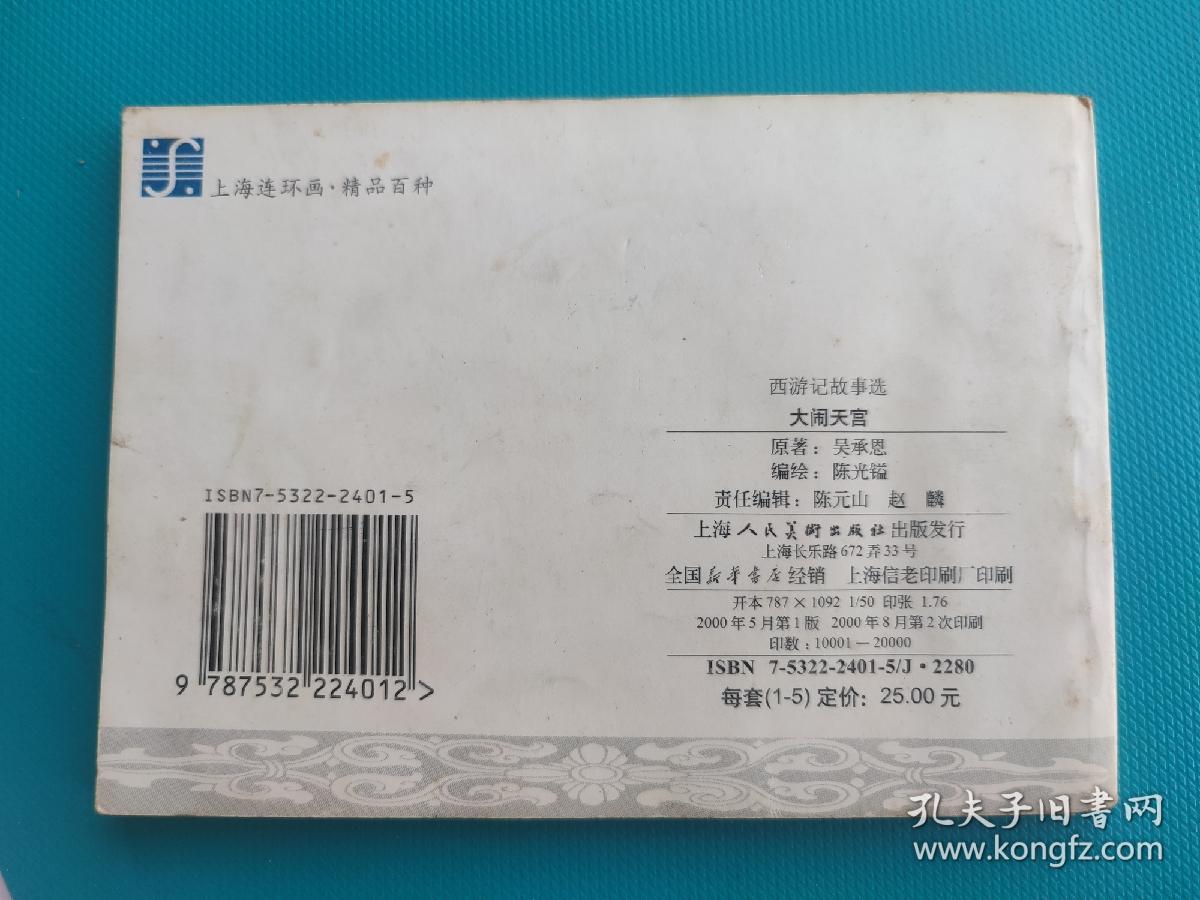 上海连环画·精品百种
西游记故事选
大闹天宫
原著：吴承恩
编绘：陈光镒
责任编辑：陈元山 赵 麟
上海人民美術出版社出版发行
上海长乐路672弄33号
全国新华书店经销 上海信老印刷厂印刷
开本787×1092 1/50 印张 1.76
2000年5月第1版 2000年8月第2次印刷
印数：10001—20000
ISBN 7-5322-2401-5/J·2280
每套(1-5) 定价：25.00元
ISBN7-5322-2401-5
9 787532 224012 >
孔夫子旧书网
www.kongfz.com